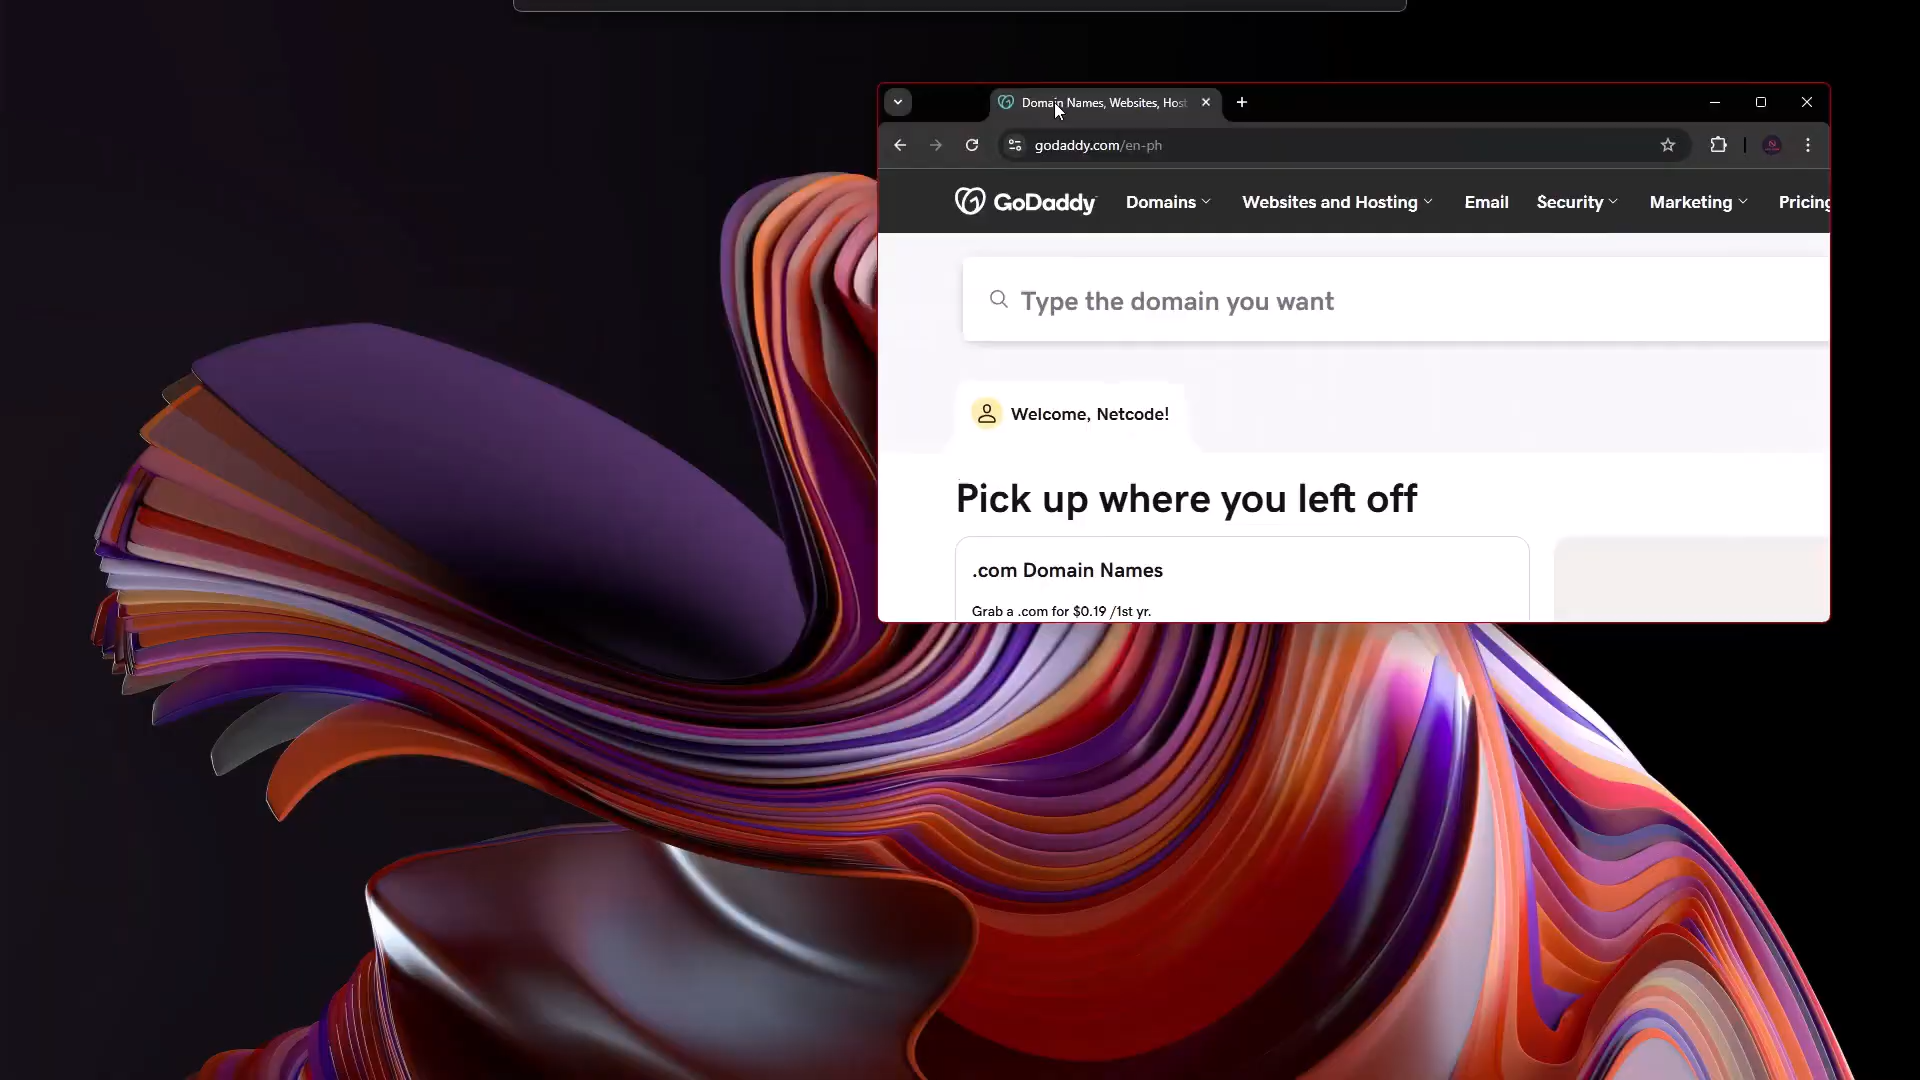 Domain Names, Websites, Host
godaddy.com/en-ph
GoDaddy Domains Websites and Hosting Email Security Marketing Pricing
Type the domain you want
Welcome, Netcode!
Pick up where you left off
.com Domain Names
Grab a .com for $0.19 /1st yr.